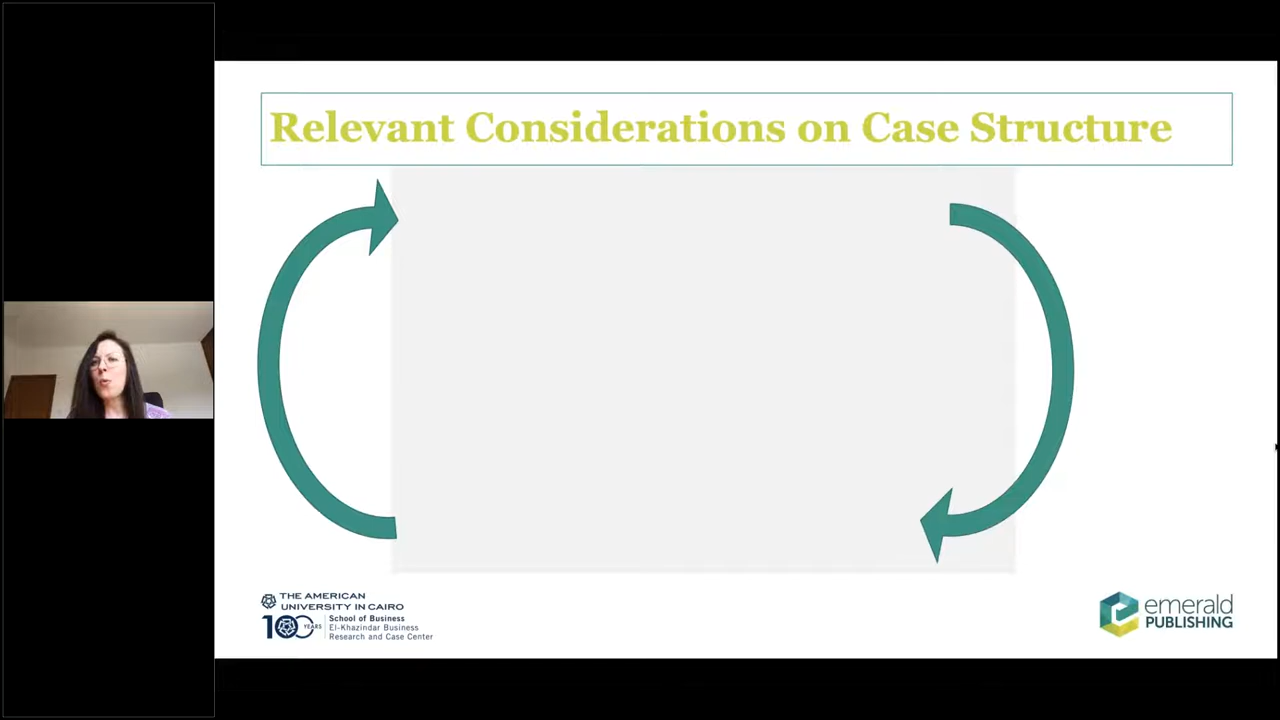 Relevant Considerations on Case Structure
THE AMERICAN
UNIVERSITY IN CAIRO
100 YEARS
School of Business
El-Khazindar Business
Research and Case Center
emerald
PUBLISHING